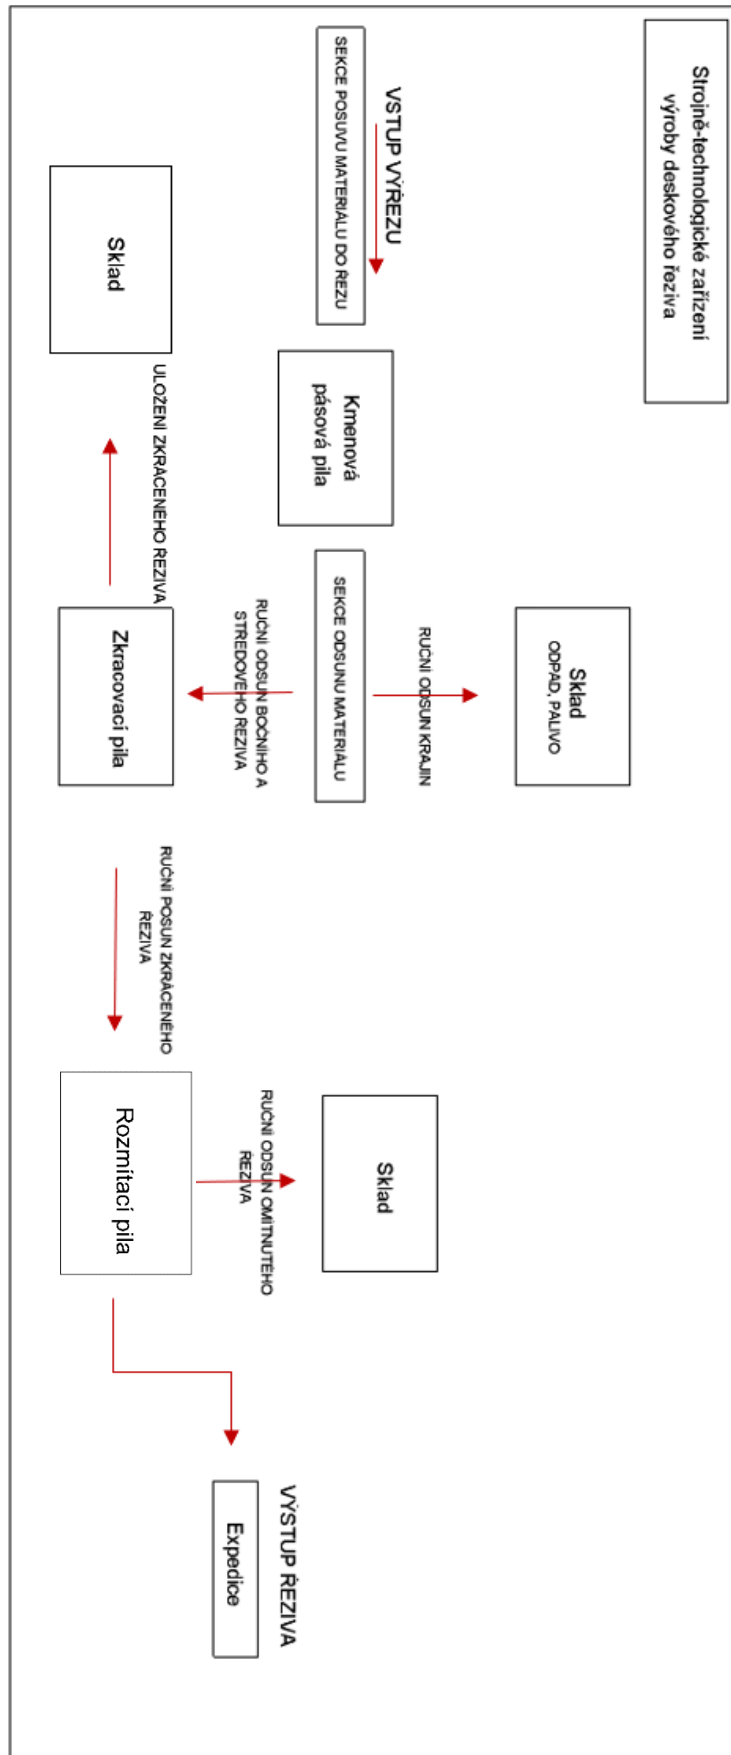 Strojně-technologické zařízení
výroby deskového řeziva
VSTUP VÝŘEZU
SEKCE POSUVU MATERIÁLU DO ŘEZU
Kmenová
pásová pila
SEKCE ODSUNU MATERIÁLU
RUČNÍ ODSUN KRAJIN
Sklad
ODPAD, PALIVO
RUČNÍ ODSUN BOČNÍHO A
STŘEDOVÉHO ŘEZIVA
Zkracovací pila
ULOŽENÍ ZKRÁCENÉHO ŘEZIVA
Sklad
RUČNÍ POSUN ZKRÁCENÉHO
ŘEZIVA
Rozmítací pila
RUČNÍ ODSUN OMÍTNUTÉHO
ŘEZIVA
Sklad
VÝSTUP ŘEZIVA
Expedice